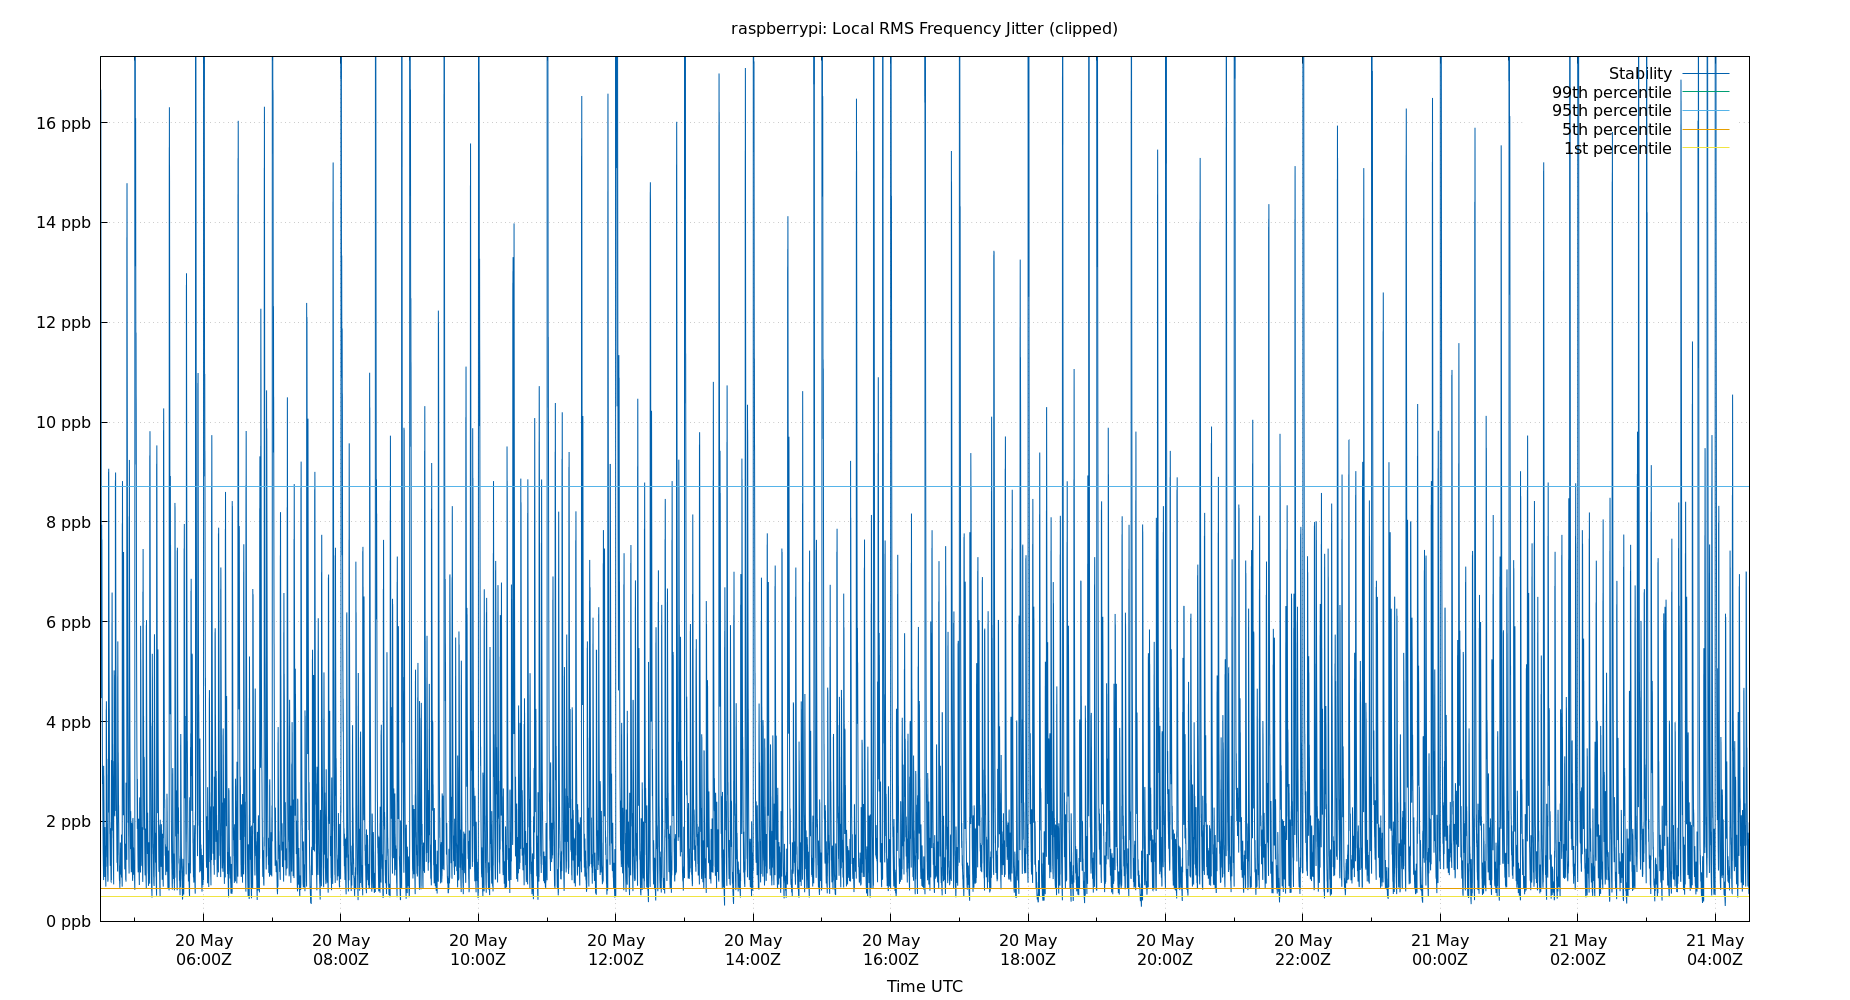 raspberrypi: Local RMS Frequency Jitter (clipped)
Stability
99th percentile
95th percentile
5th percentile
1st percentile
16 ppb
14 ppb
12 ppb
10 ppb
8 ppb
6 ppb
4 ppb
2 ppb
0 ppb
20 May 20 May 20 May 20 May 20 May 20 May 20 May 20 May 20 May 21 May 21 May 21 May
06:00Z 08:00Z 10:00Z 12:00Z 14:00Z 16:00Z 18:00Z 20:00Z 22:00Z 00:00Z 02:00Z 04:00Z
Time UTC